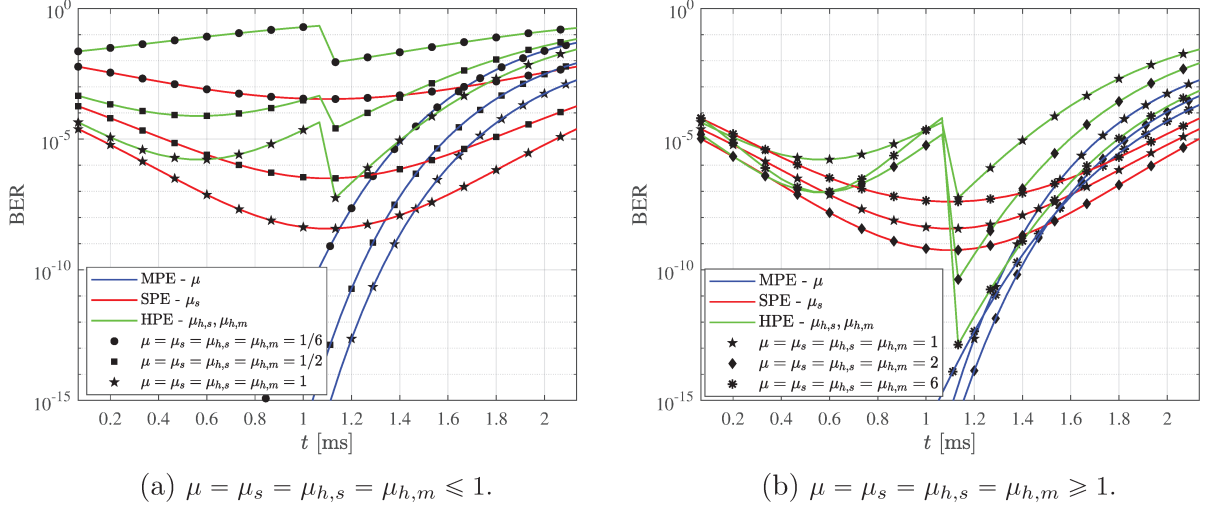 BER
10^0
10^-5
10^-10
10^-15
MPE - μ
SPE - μ_s
HPE - μ_{h,s}, μ_{h,m}
μ = μ_s = μ_{h,s} = μ_{h,m} = 1/6
μ = μ_s = μ_{h,s} = μ_{h,m} = 1/2
μ = μ_s = μ_{h,s} = μ_{h,m} = 1
0.2 0.4 0.6 0.8 1 1.2 1.4 1.6 1.8 2
t [ms]
(a) μ = μ_s = μ_{h,s} = μ_{h,m} ⩽ 1.
BER
10^0
10^-5
10^-10
10^-15
MPE - μ
SPE - μ_s
HPE - μ_{h,s}, μ_{h,m}
μ = μ_s = μ_{h,s} = μ_{h,m} = 1
μ = μ_s = μ_{h,s} = μ_{h,m} = 2
μ = μ_s = μ_{h,s} = μ_{h,m} = 6
0.2 0.4 0.6 0.8 1 1.2 1.4 1.6 1.8 2
t [ms]
(b) μ = μ_s = μ_{h,s} = μ_{h,m} ⩾ 1.